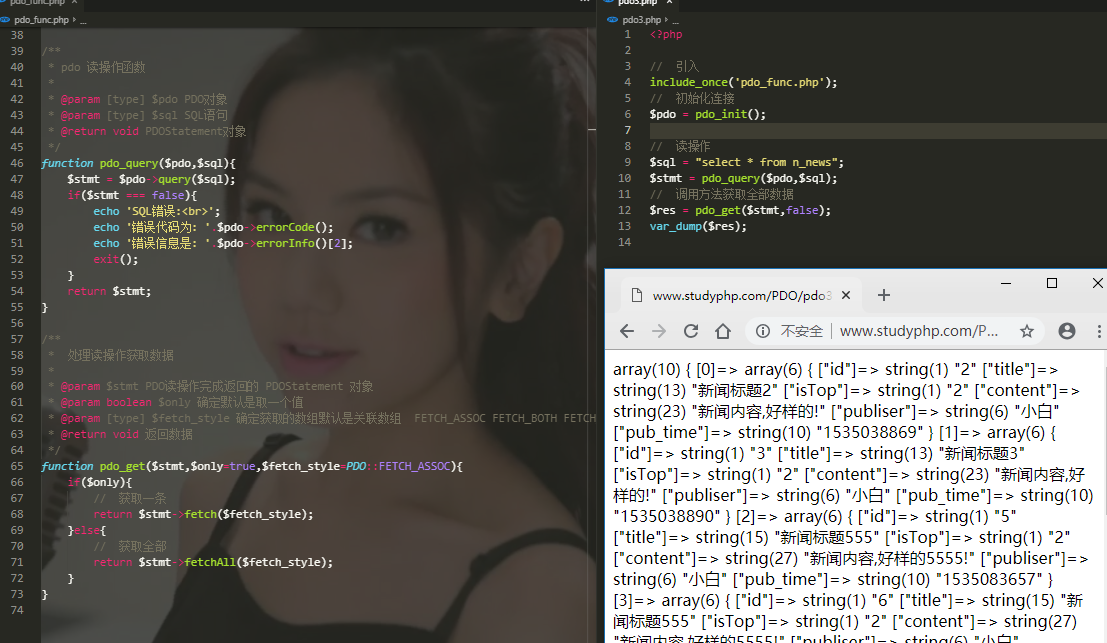 pdo_func.php
pdo_func.php > ...
38
39 /**
40 * pdo 读操作函数
41 *
42 * @param [type] $pdo PDO对象
43 * @param [type] $sql SQL语句
44 * @return void PDOStatement对象
45 */
46 function pdo_query($pdo,$sql){
47 $stmt = $pdo->query($sql);
48 if($stmt === false){
49 echo 'SQL错误:<br>';
50 echo '错误代码为: '.$pdo->errorCode();
51 echo '错误信息是: '.$pdo->errorInfo()[2];
52 exit();
53 }
54 return $stmt;
55 }
56
57 /**
58 * 处理读操作获取数据
59 *
60 * @param $stmt PDO读操作完成返回的 PDOStatement 对象
61 * @param boolean $only 确定默认是取一个值
62 * @param [type] $fetch_style 确定获取的数组默认是关联数组 FETCH_ASSOC FETCH_BOTH FETCH
63 * @return void 返回数据
64 */
65 function pdo_get($stmt,$only=true,$fetch_style=PDO::FETCH_ASSOC){
66 if($only){
67 // 获取一条
68 return $stmt->fetch($fetch_style);
69 }else{
70 // 获取全部
71 return $stmt->fetchAll($fetch_style);
72 }
73 }
74
pdo3.php
pdo3.php > ...
1 <?php
2
3 // 引入
4 include_once('pdo_func.php');
5 // 初始化连接
6 $pdo = pdo_init();
7
8 // 读操作
9 $sql = "select * from n_news";
10 $stmt = pdo_query($pdo,$sql);
11 // 调用方法获取全部数据
12 $res = pdo_get($stmt,false);
13 var_dump($res);
14
www.studyphp.com/PDO/pdo3
不安全 | www.studyphp.com/P...
array(10) { [0]=> array(6) { ["id"]=> string(1) "2" ["title"]=>
string(13) "新闻标题2" ["isTop"]=> string(1) "2" ["content"]=>
string(23) "新闻内容,好样的!" ["publiser"]=> string(6) "小白"
["pub_time"]=> string(10) "1535038869" } [1]=> array(6) {
["id"]=> string(1) "3" ["title"]=> string(13) "新闻标题3"
["isTop"]=> string(1) "2" ["content"]=> string(23) "新闻内容,好
样的!" ["publiser"]=> string(6) "小白" ["pub_time"]=> string(10)
"1535038890" } [2]=> array(6) { ["id"]=> string(1) "5"
["title"]=> string(15) "新闻标题555" ["isTop"]=> string(1) "2"
["content"]=> string(27) "新闻内容,好样的5555!" ["publiser"]=>
string(6) "小白" ["pub_time"]=> string(10) "1535083657" }
[3]=> array(6) { ["id"]=> string(1) "6" ["title"]=> string(15) "新
闻标题555" ["isTop"]=> string(1) "2" ["content"]=> string(27)
"新闻内容,好样的5555!" ["publiser"]=> string(6) "小白"